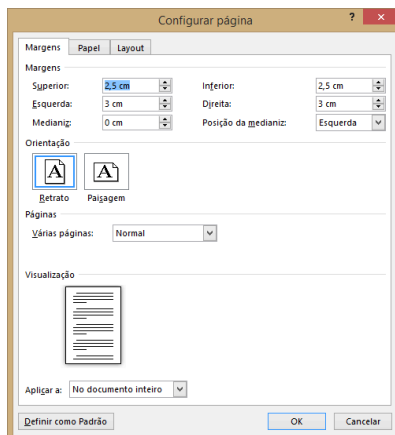 Configurar página ? ×
Margens Papel Layout
Margens
Superior: 2,5 cm Inferior: 2,5 cm
Esquerda: 3 cm Direita: 3 cm
Medianiz: 0 cm Posição da medianiz: Esquerda
Orientação
A A
Retrato Paisagem
Páginas
Várias páginas: Normal
Visualização
Aplicar a: No documento inteiro
Definir como Padrão OK Cancelar